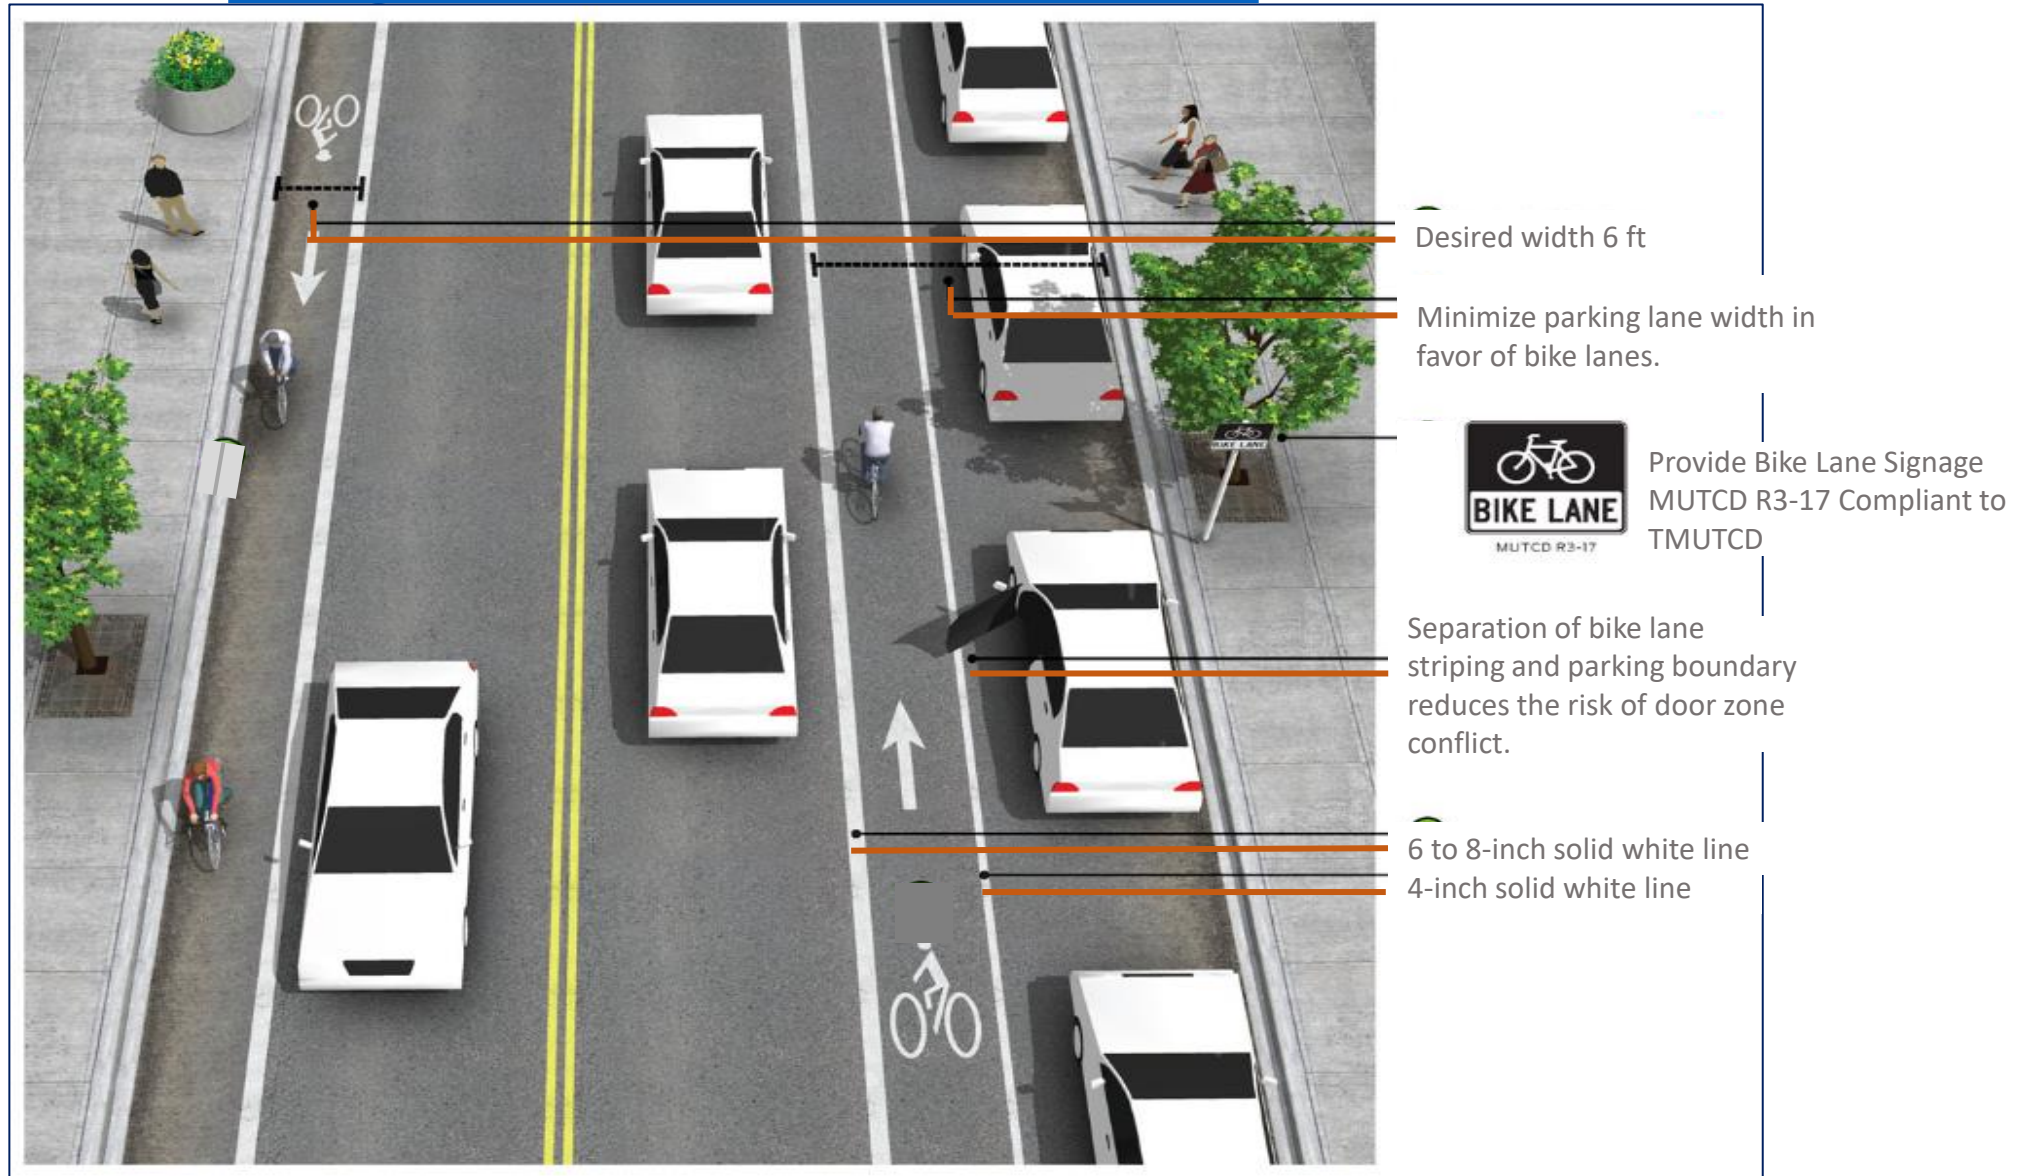 Desired width 6 ft
Minimize parking lane width in
favor of bike lanes.
BIKE LANE
BIKE LANE
MUTCD R3-17
Provide Bike Lane Signage
MUTCD R3-17 Compliant to
TMUTCD
Separation of bike lane
striping and parking boundary
reduces the risk of door zone
conflict.
6 to 8-inch solid white line
4-inch solid white line